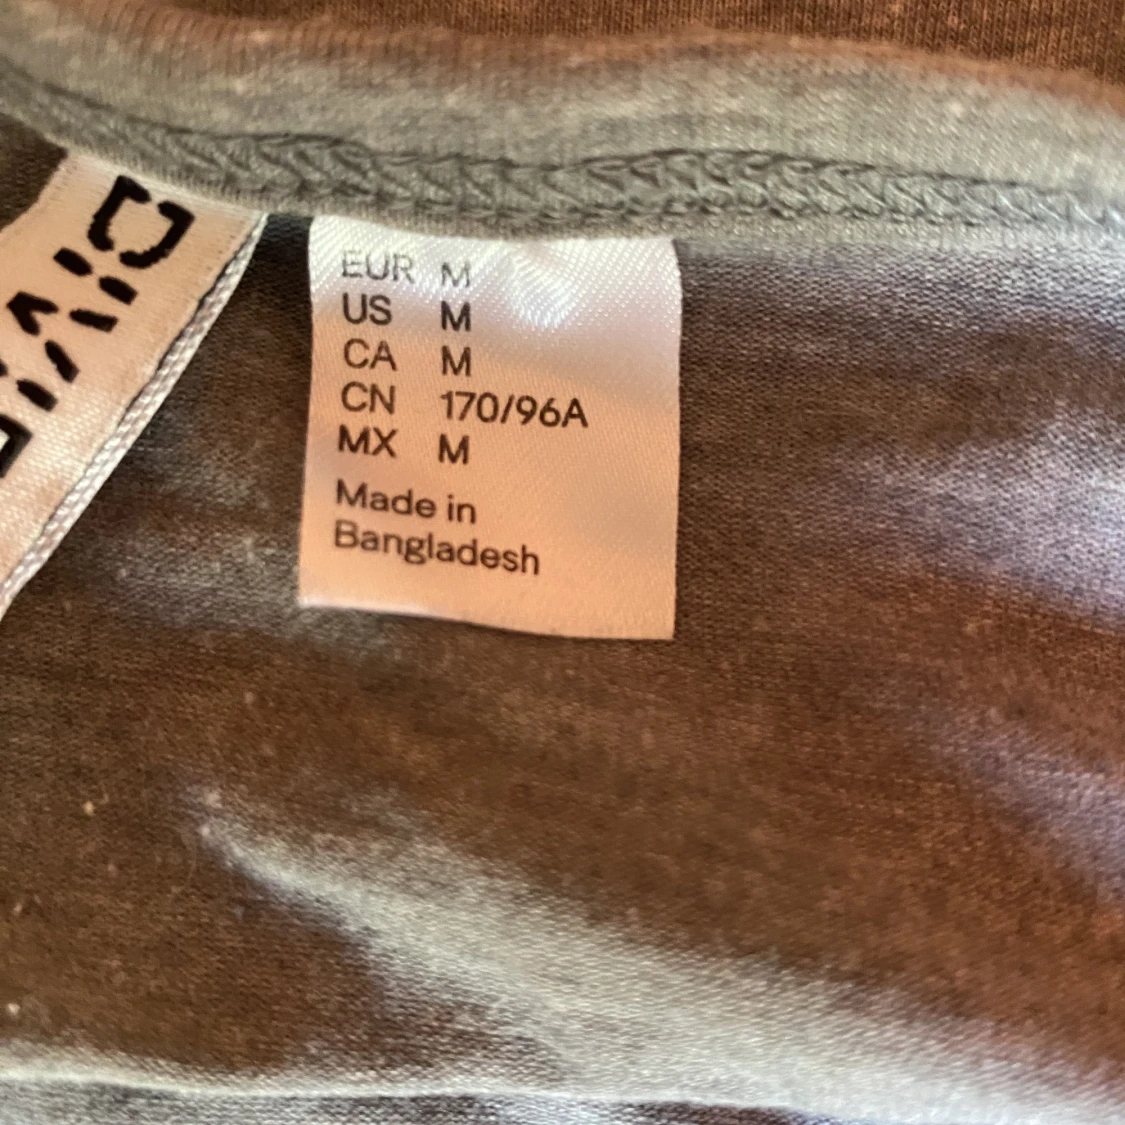 EUR M
US M
CA M
CN 170/96A
MX M
Made in
Bangladesh